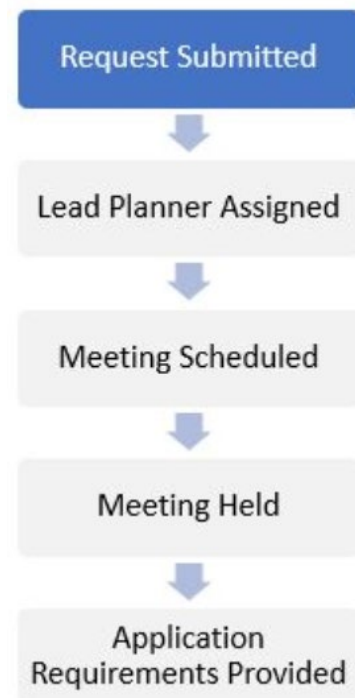 Request Submitted
Lead Planner Assigned
Meeting Scheduled
Meeting Held
Application
Requirements Provided